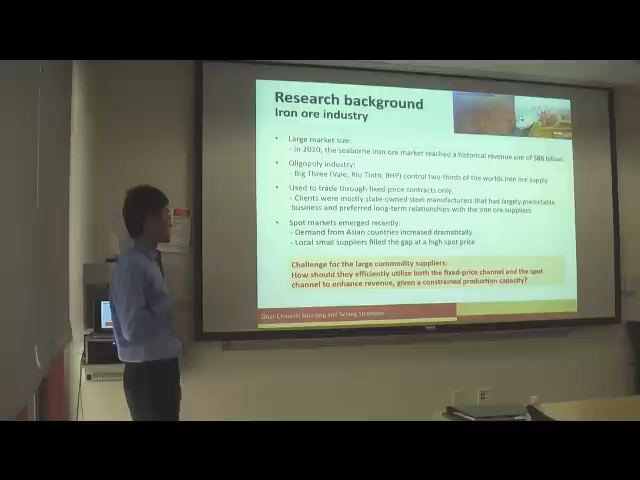 Research background
Iron ore industry
• Large market size:
- In 2010, the seaborne iron ore market reached a historical revenue size of $88 billion.
• Oligopoly industry:
- Big Three (Vale, Rio Tinto, BHP) control two-thirds of the worlds iron ore supply
• Used to trade through fixed-price contracts only.
- Clients were mostly state-owned steel manufacturers that had largely predictable
business and preferred long-term relationships with the iron ore suppliers.
• Spot markets emerged recently:
- Demand from Asian countries increased dramatically
- Local small suppliers filled the gap at a high spot price
Challenge for the large commodity suppliers:
How should they efficiently utilize both the fixed-price channel and the spot
channel to enhance revenue, given a constrained production capacity?
Dual-Channel Sourcing and Selling Strategies